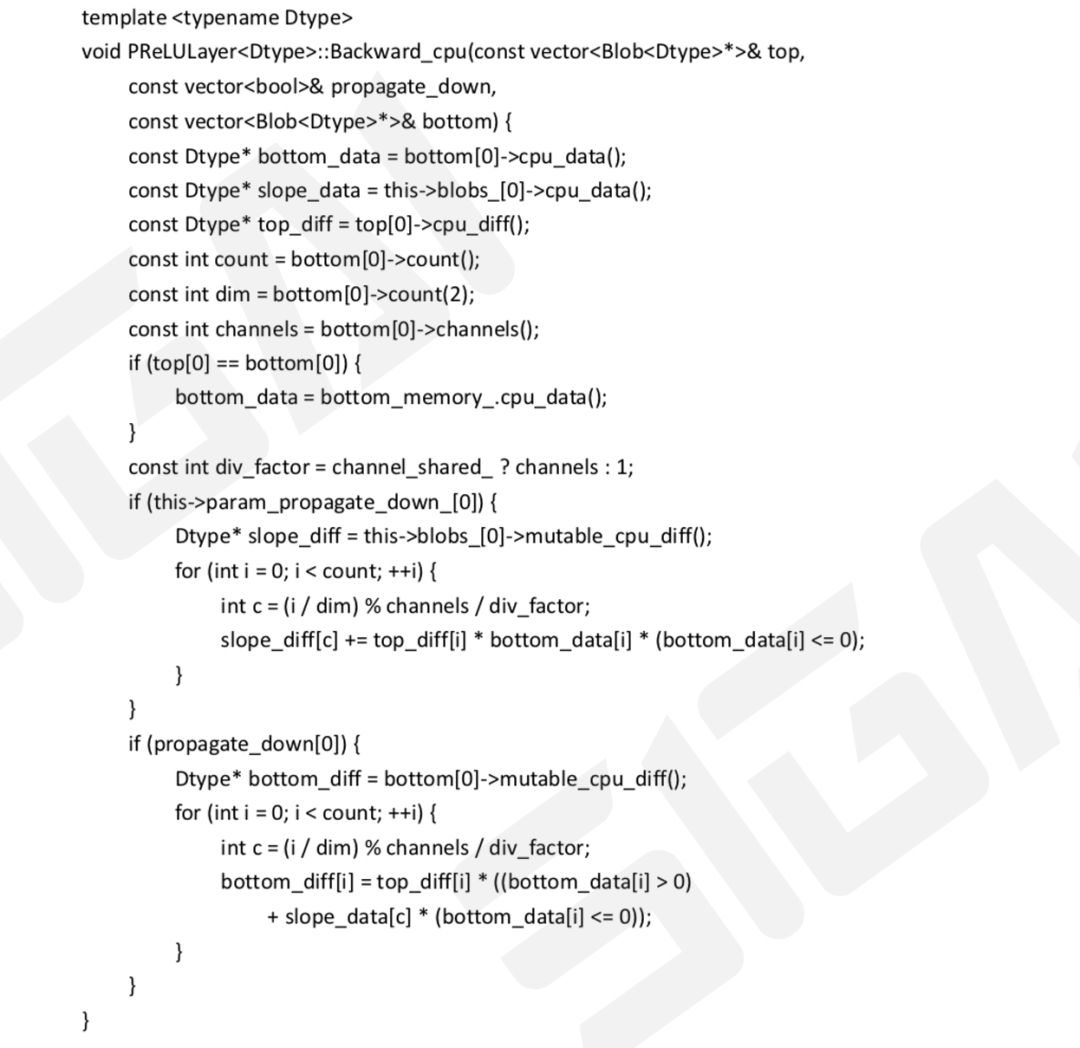 template <typename Dtype>
void PReLULayer<Dtype>::Backward_cpu(const vector<Blob<Dtype>*>& top,
const vector<bool>& propagate_down,
const vector<Blob<Dtype>*>& bottom) {
const Dtype* bottom_data = bottom[0]->cpu_data();
const Dtype* slope_data = this->blobs_[0]->cpu_data();
const Dtype* top_diff = top[0]->cpu_diff();
const int count = bottom[0]->count();
const int dim = bottom[0]->count(2);
const int channels = bottom[0]->channels();
if (top[0] == bottom[0]) {
bottom_data = bottom_memory_.cpu_data();
}
const int div_factor = channel_shared_ ? channels : 1;
if (this->param_propagate_down_[0]) {
Dtype* slope_diff = this->blobs_[0]->mutable_cpu_diff();
for (int i = 0; i < count; ++i) {
int c = (i / dim) % channels / div_factor;
slope_diff[c] += top_diff[i] * bottom_data[i] * (bottom_data[i] <= 0);
}
}
if (propagate_down[0]) {
Dtype* bottom_diff = bottom[0]->mutable_cpu_diff();
for (int i = 0; i < count; ++i) {
int c = (i / dim) % channels / div_factor;
bottom_diff[i] = top_diff[i] * ((bottom_data[i] > 0)
+ slope_data[c] * (bottom_data[i] <= 0));
}
}
}